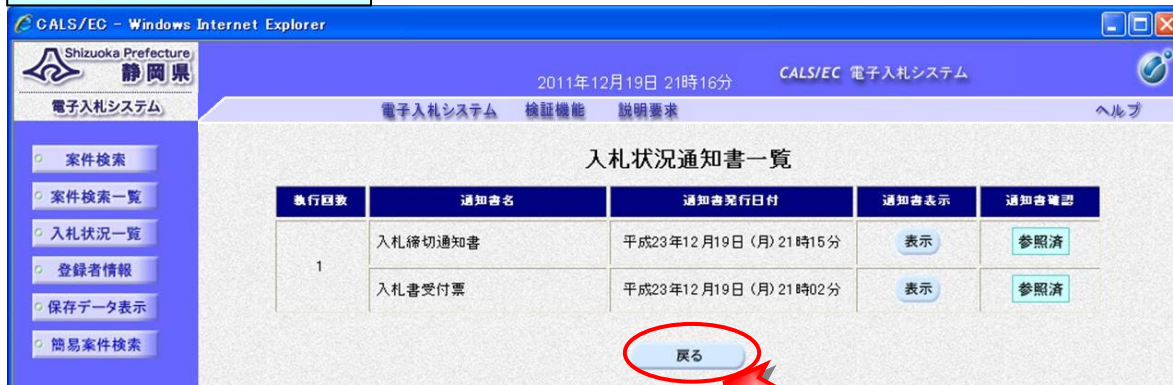 CALS/EC - Windows Internet Explorer
Shizuoka Prefecture
静岡県
2011年12月19日 21時16分
CALS/EC 電子入札システム
電子入札システム
電子入札システム 検証機能 説明要求
ヘルプ
案件検索
案件検索一覧
入札状況一覧
登録者情報
保存データ表示
簡易案件検索
入札状況通知書一覧
執行回数 通知書名 通知書発行日付 通知書表示 通知書確認
1
入札締切通知書 平成23年12月19日(月)21時15分 表示 参照済
入札書受付票 平成23年12月19日(月)21時02分 表示 参照済
戻る